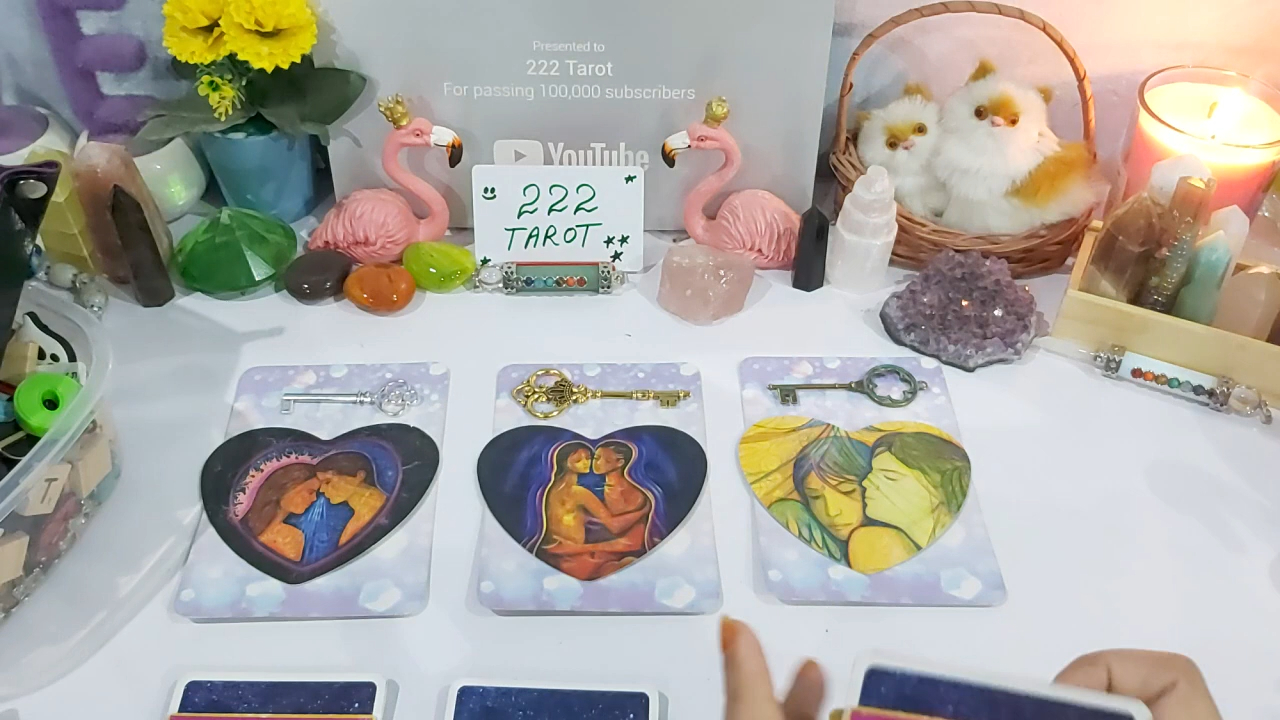 Presented to
222 Tarot
For passing 100,000 subscribers
YouTube
222
TAROT
E
T